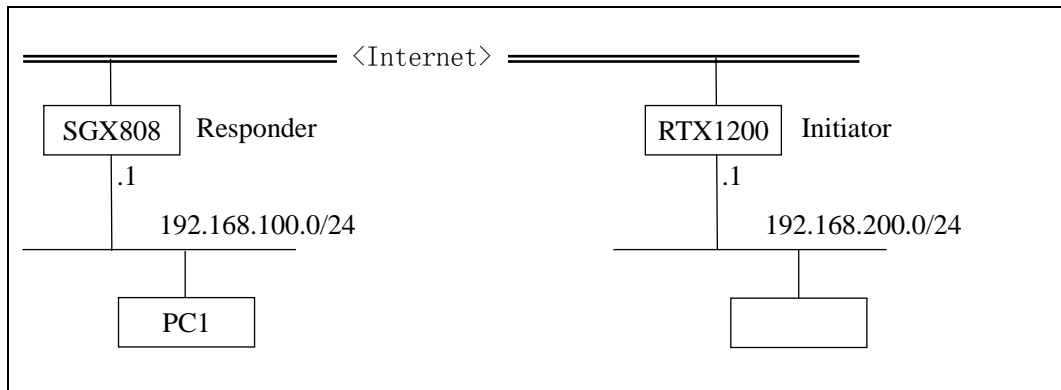 <Internet>
SGX808 Responder
RTX1200 Initiator
.1
.1
192.168.100.0/24
192.168.200.0/24
PC1